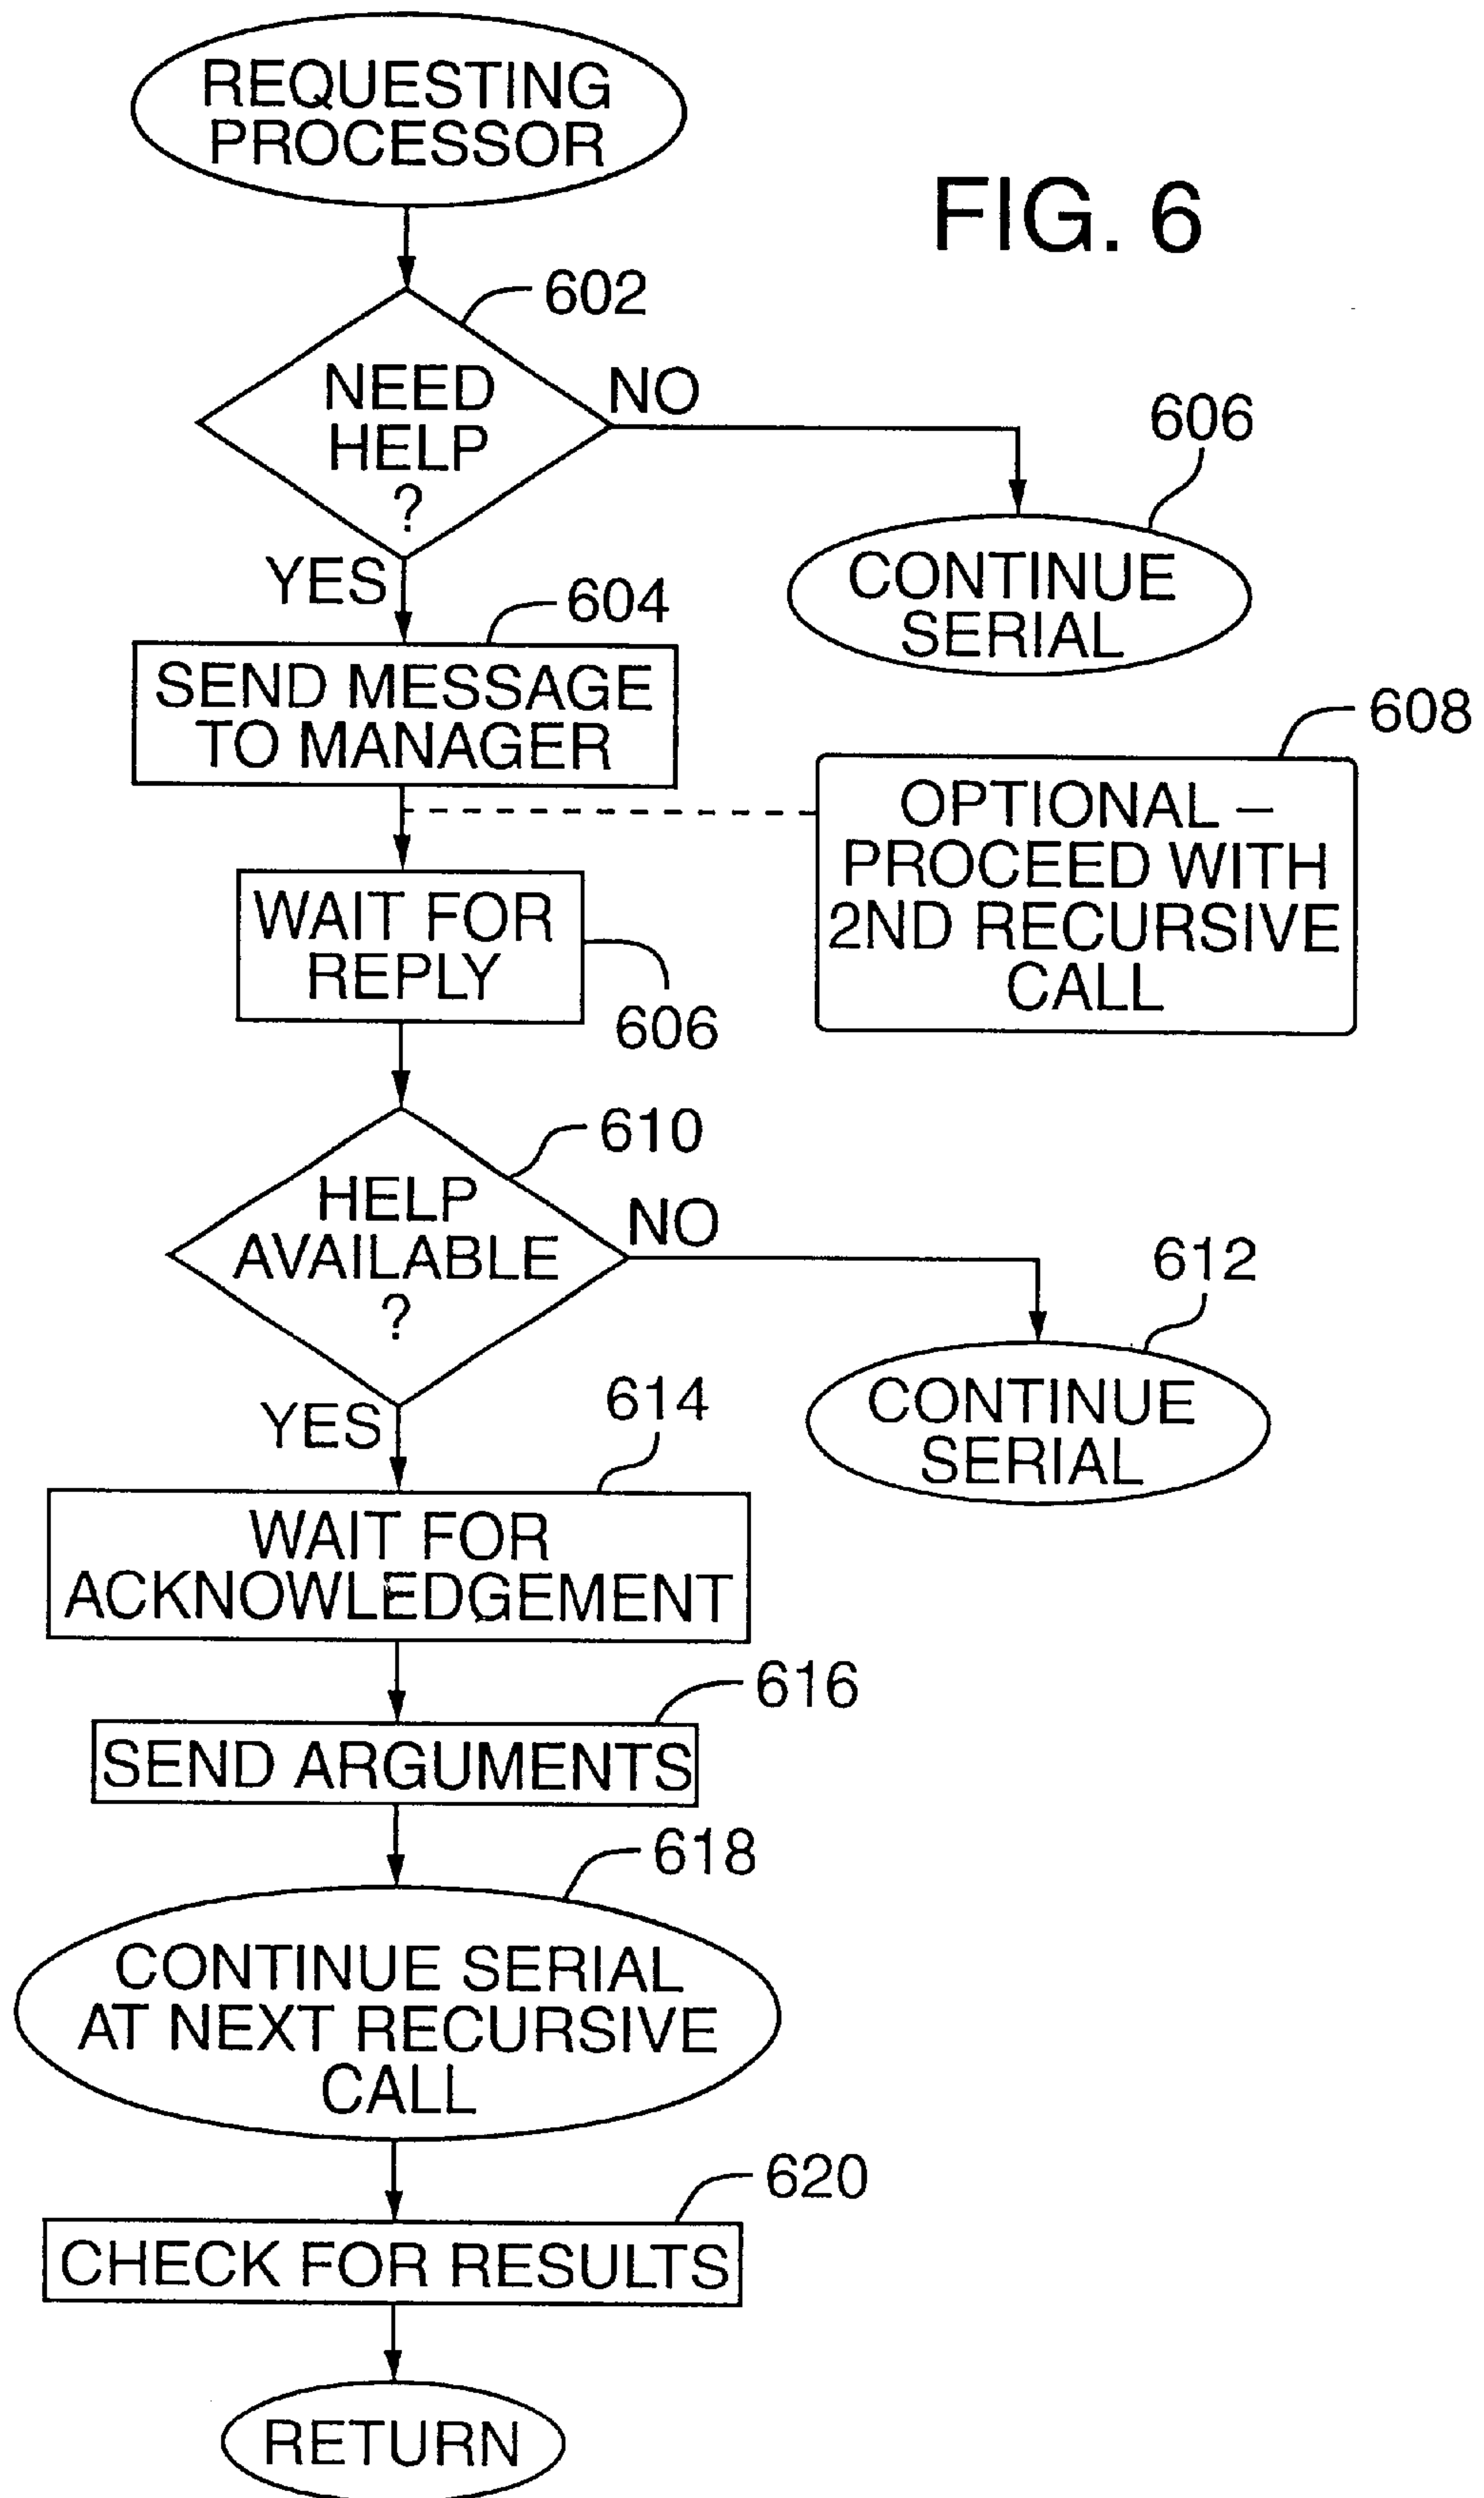 REQUESTING
PROCESSOR
FIG. 6
602
NEED
HELP
?
NO
606
YES
CONTINUE
SERIAL
604
SEND MESSAGE
TO MANAGER
608
OPTIONAL —
PROCEED WITH
2ND RECURSIVE
CALL
WAIT FOR
REPLY
606
610
HELP
AVAILABLE
?
NO
612
YES
CONTINUE
SERIAL
614
WAIT FOR
ACKNOWLEDGEMENT
616
SEND ARGUMENTS
618
CONTINUE SERIAL
AT NEXT RECURSIVE
CALL
620
CHECK FOR RESULTS
RETURN